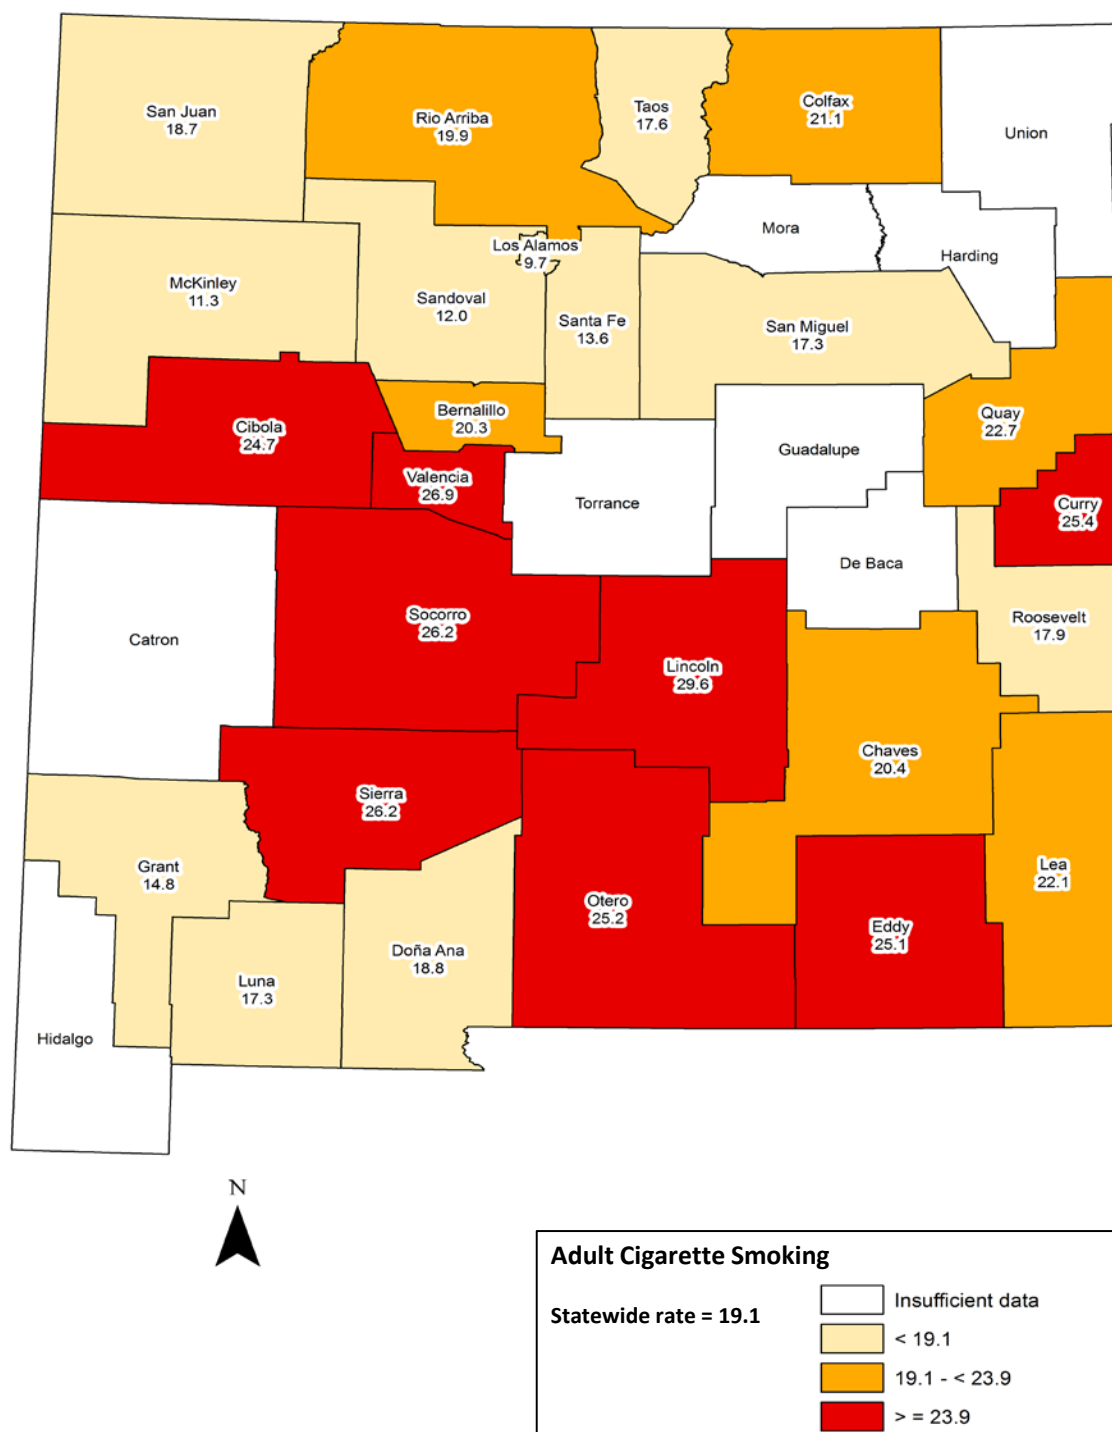 San Juan
18.7
Rio Arriba
19.9
Taos
17.6
Colfax
21.1
Union
Mora
Harding
Los Alamos
9.7
McKinley
11.3
Sandoval
12.0
Santa Fe
13.6
San Miguel
17.3
Bernalillo
20.3
Quay
22.7
Cibola
24.7
Guadalupe
Valencia
26.9
Torrance
Curry
25.4
De Baca
Roosevelt
17.9
Socorro
26.2
Catron
Lincoln
29.6
Chaves
20.4
Sierra
26.2
Grant
14.8
Lea
22.1
Otero
25.2
Eddy
25.1
Doña Ana
18.8
Luna
17.3
Hidalgo
N
Adult Cigarette Smoking
Statewide rate = 19.1
Insufficient data
< 19.1
19.1 - < 23.9
> = 23.9